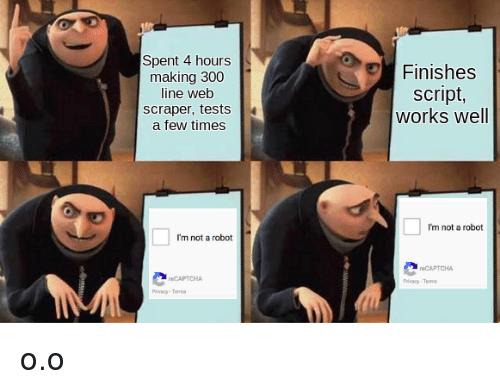 Spent 4 hours
making 300
line web
scraper, tests
a few times
Finishes
script,
works well
I'm not a robot
reCAPTCHA
Privacy - Terms
I'm not a robot
reCAPTCHA
Privacy - Terms
o.o